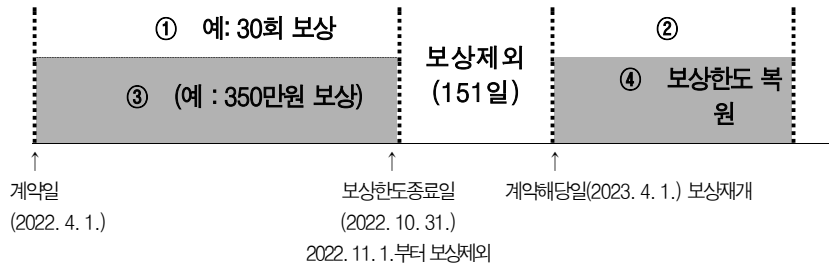 ① 예: 30회 보상
보상제외
(151일)
②
③ (예 : 350만원 보상)
④ 보상한도 복
원
↑
↑
↑
계약일
(2022. 4. 1.)
보상한도종료일
(2022. 10. 31.)
2022. 11. 1.부터 보상제외
계약해당일(2023. 4. 1.) 보상재개